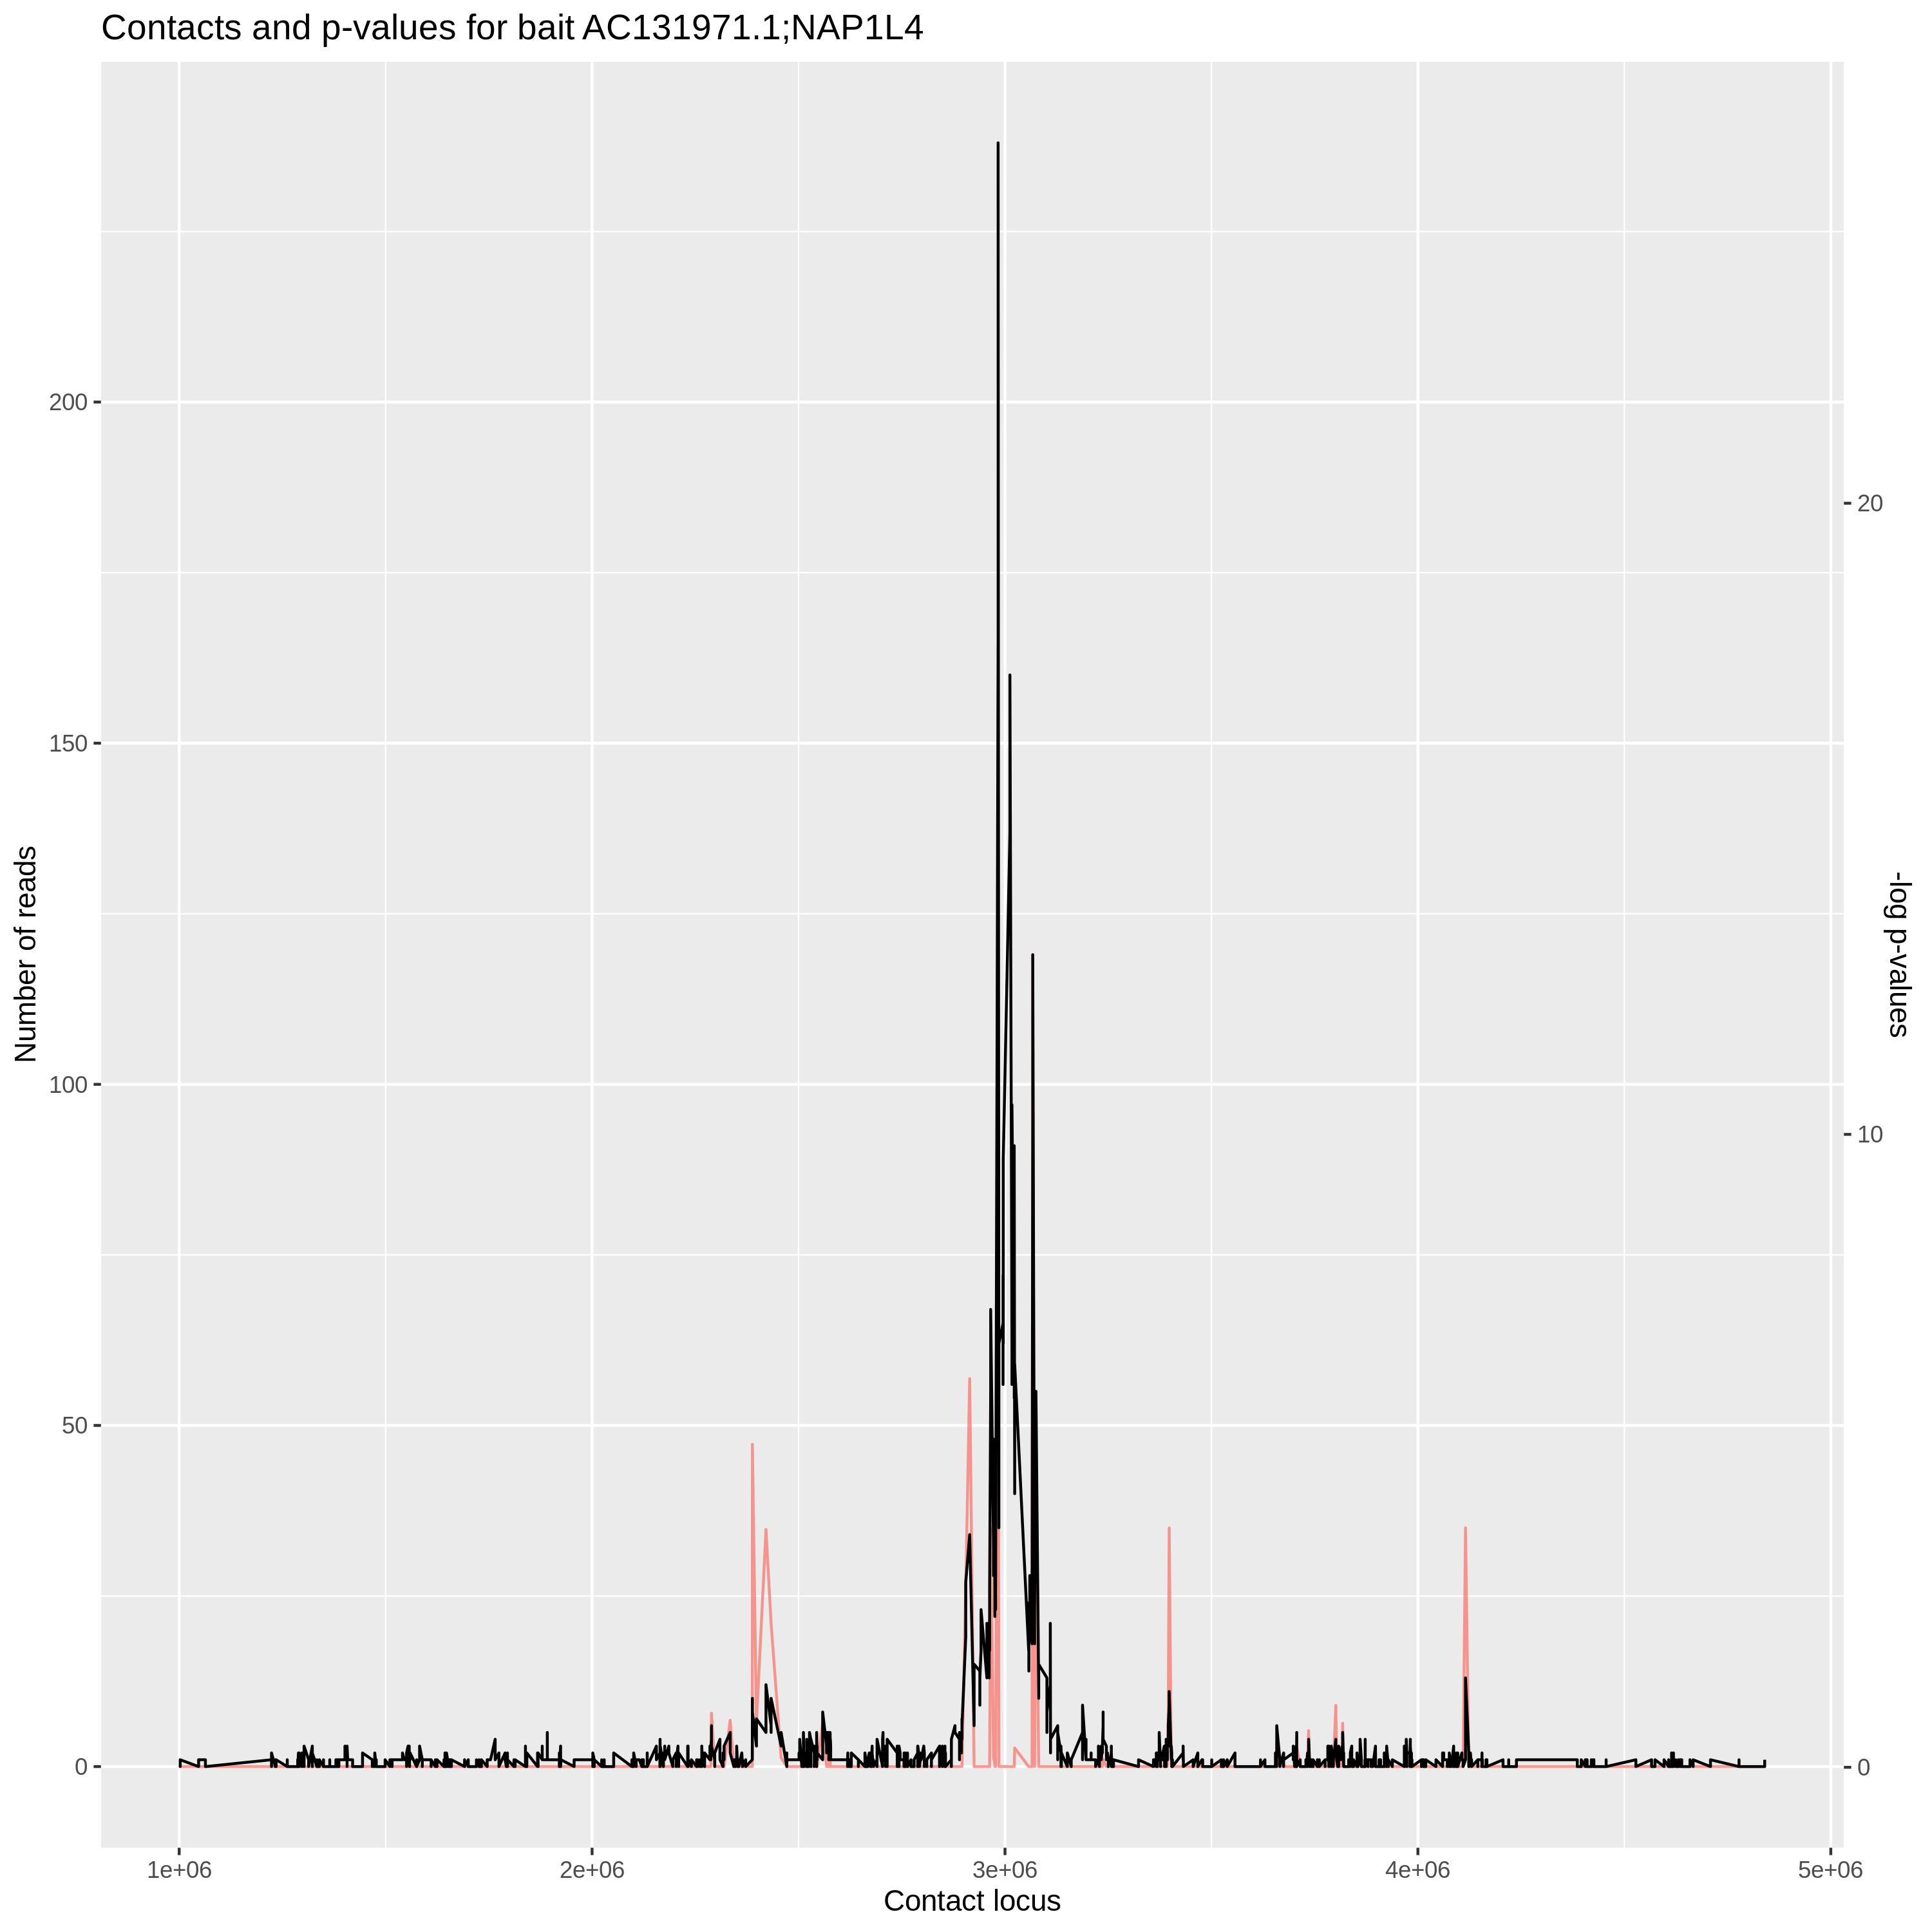 Contacts and p-values for bait AC131971.1;NAP1L4
200
150
100
50
0
20
10
0
Number of reads
-log p-values
1e+06
2e+06
3e+06
4e+06
5e+06
Contact locus